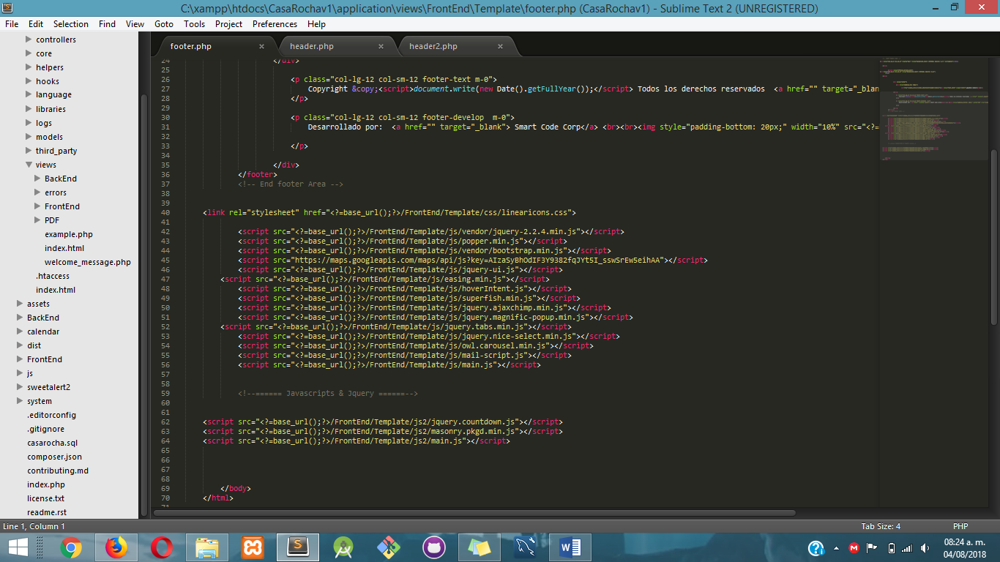 C:\xampp\htdocs\CasaRochav1\application\views\FrontEnd\Template\footer.php (CasaRochav1) - Sublime Text 2 (UNREGISTERED)
File Edit Selection Find View Goto Tools Project Preferences Help
controllers
core
helpers
hooks
language
libraries
logs
models
third_party
views
BackEnd
errors
FrontEnd
PDF
example.php
index.html
welcome_message.php
.htaccess
index.html
assets
BackEnd
calendar
dist
FrontEnd
js
sweetalert2
system
.editorconfig
.gitignore
casarocha.sql
composer.json
contributing.md
index.php
license.txt
readme.rst
footer.php × header.php × header2.php ×
24 </div>
25
26 <p class="col-lg-12 col-sm-12 footer-text m-0">
27 Copyright &copy;<script>document.write(new Date().getFullYear());</script> Todos los derechos reservados <a href="" target="_blan
28 </p>
29
30 <p class="col-lg-12 col-sm-12 footer-develop  m-0">
31 Desarrollado por: <a href="" target="_blank"> Smart Code Corp</a> <br><br><img style="padding-bottom: 20px;" width="10%" src="<?=
32
33 </p>
34
35 </div>
36 </footer>
37 <!-- End footer Area -->
38
39
40 <link rel="stylesheet" href="<?=base_url();?>/FrontEnd/Template/css/linearicons.css">
41
42 <script src="<?=base_url();?>/FrontEnd/Template/js/vendor/jquery-2.2.4.min.js"></script>
43 <script src="<?=base_url();?>/FrontEnd/Template/js/popper.min.js"></script>
44 <script src="<?=base_url();?>/FrontEnd/Template/js/vendor/bootstrap.min.js"></script>
45 <script src="https://maps.googleapis.com/maps/api/js?key=AIzaSyBhOdIF3Y9382fqJYt5I_sswSrEw5eihAA"></script>
46 <script src="<?=base_url();?>/FrontEnd/Template/js/jquery-ui.js"></script>
47 <script src="<?=base_url();?>/FrontEnd/Template/js/easing.min.js"></script>
48 <script src="<?=base_url();?>/FrontEnd/Template/js/hoverIntent.js"></script>
49 <script src="<?=base_url();?>/FrontEnd/Template/js/superfish.min.js"></script>
50 <script src="<?=base_url();?>/FrontEnd/Template/js/jquery.ajaxchimp.min.js"></script>
51 <script src="<?=base_url();?>/FrontEnd/Template/js/jquery.magnific-popup.min.js"></script>
52 <script src="<?=base_url();?>/FrontEnd/Template/js/jquery.tabs.min.js"></script>
53 <script src="<?=base_url();?>/FrontEnd/Template/js/jquery.nice-select.min.js"></script>
54 <script src="<?=base_url();?>/FrontEnd/Template/js/owl.carousel.min.js"></script>
55 <script src="<?=base_url();?>/FrontEnd/Template/js/mail-script.js"></script>
56 <script src="<?=base_url();?>/FrontEnd/Template/js/main.js"></script>
57
58
59 <!--====== Javascripts & Jquery ======-->
60
61
62 <script src="<?=base_url();?>/FrontEnd/Template/js2/jquery.countdown.js"></script>
63 <script src="<?=base_url();?>/FrontEnd/Template/js2/masonry.pkgd.min.js"></script>
64 <script src="<?=base_url();?>/FrontEnd/Template/js2/main.js"></script>
65
66
67
68
69 </body>
70 </html>
71
Line 1, Column 1 Tab Size: 4 PHP
08:24 a. m.
04/08/2018